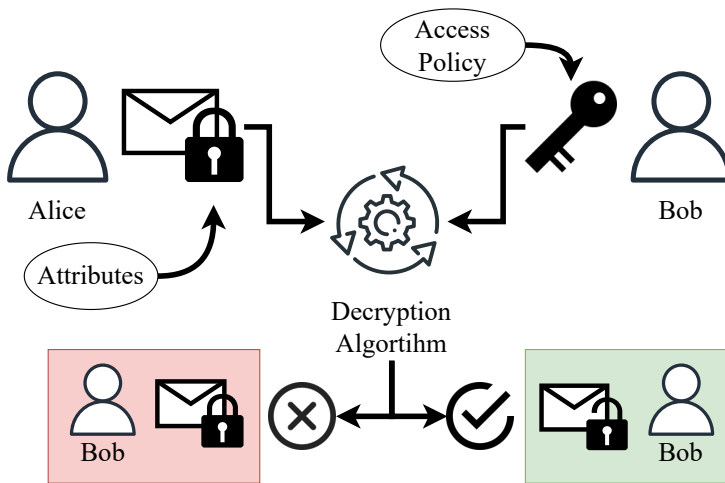 Access
Policy
Alice
Bob
Attributes
Decryption
Algortihm
Bob
Bob